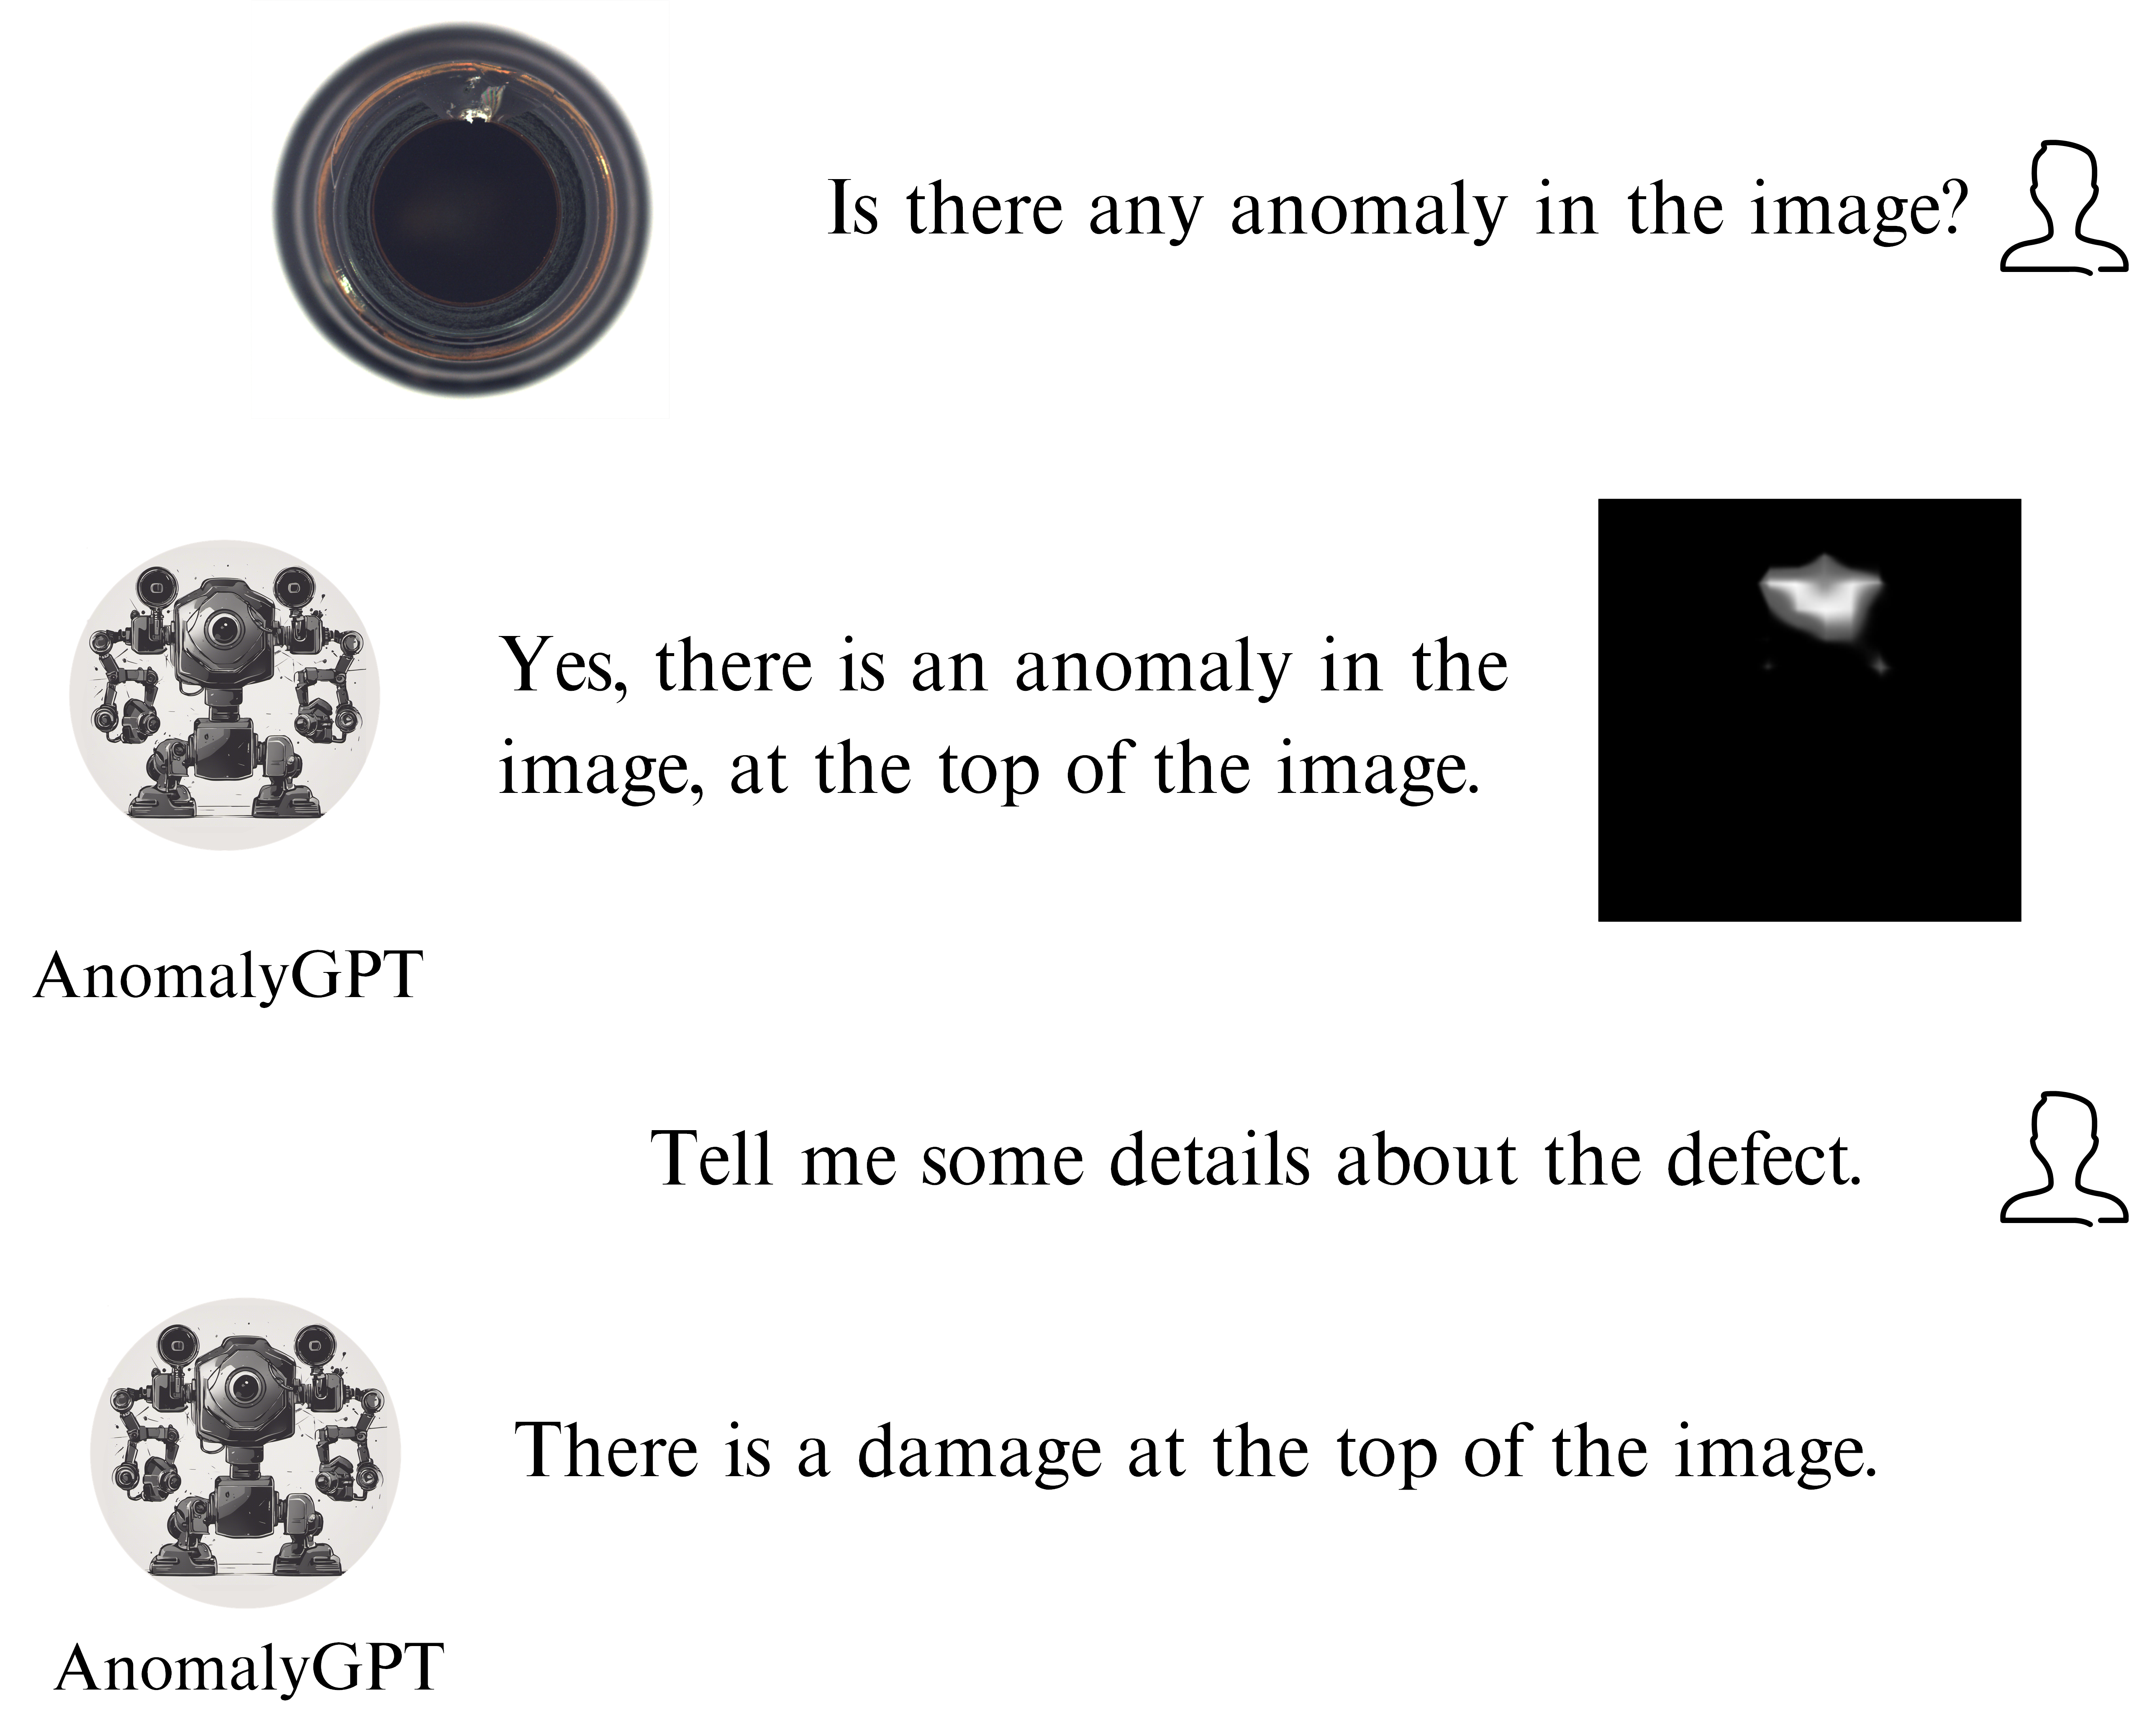 Is there any anomaly in the image?
Yes, there is an anomaly in the
image, at the top of the image.
AnomalyGPT
Tell me some details about the defect.
There is a damage at the top of the image.
AnomalyGPT